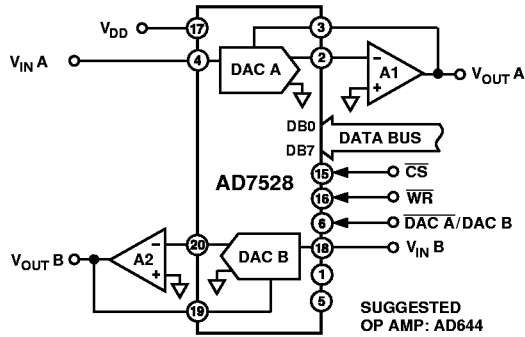 VDD
17
3
VIN A
4
DAC A
2
−
A1
+
VOUT A
DB0
DATA BUS
DB7
AD7528
15
CS
16
WR
6
DAC A/DAC B
VOUT B
−
A2
+
20
DAC B
18
VIN B
1
19
5
SUGGESTED
OP AMP: AD644